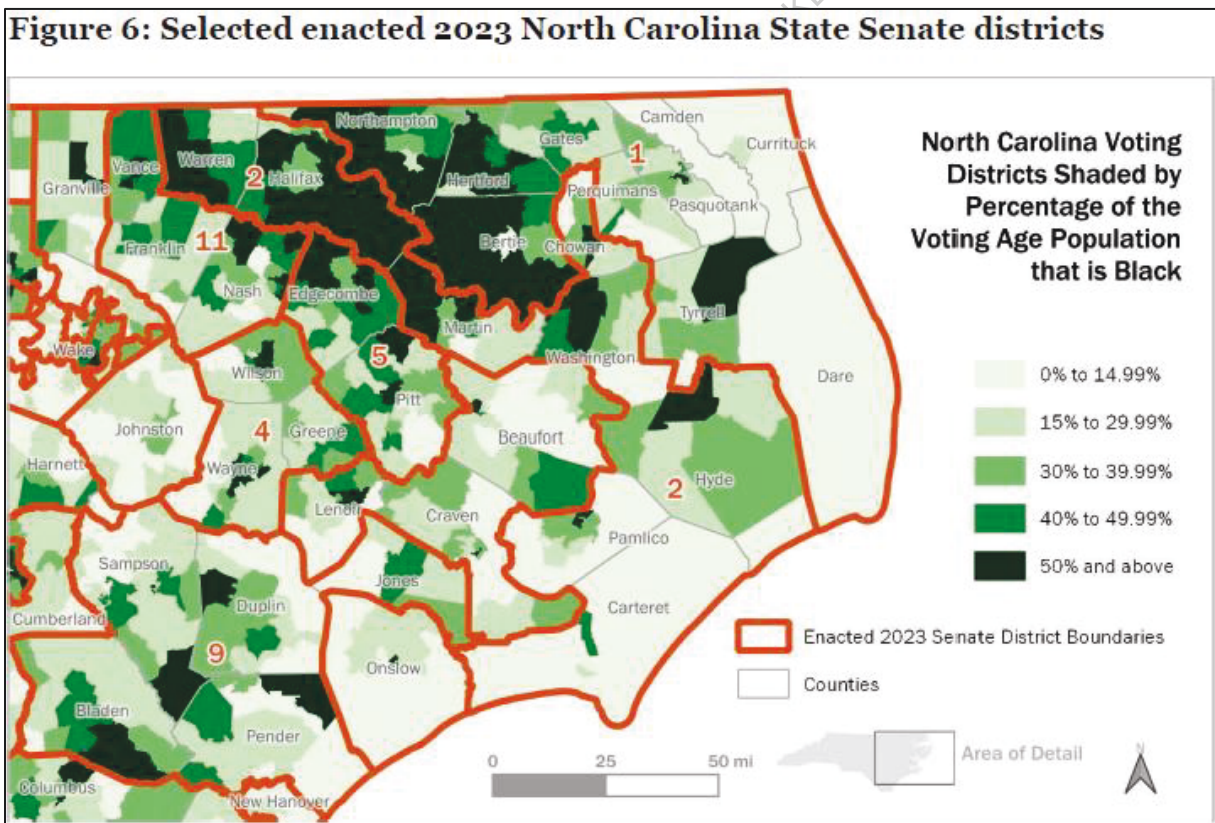 Figure 6: Selected enacted 2023 North Carolina State Senate districts
North Carolina Voting
Districts Shaded by
Percentage of the
Voting Age Population
that is Black
0% to 14.99%
15% to 29.99%
30% to 39.99%
40% to 49.99%
50% and above
Enacted 2023 Senate District Boundaries
Counties
Area of Detail
N
0 25 50 mi
Northampton
Camden
Gates
Currituck
Vance
Warren
1
Granville
2
Halifax
Hertford
Perquimans
Pasquotank
Franklin
11
Bertie
Chowan
Nash
Edgecombe
Tyrrell
Martin
Wake
5
Washington
Wilson
Dare
Pitt
Johnston
4
Greene
Beaufort
Harnett
Wayne
2
Hyde
Lenoir
Craven
Pamlico
Sampson
Jones
Duplin
Carteret
Cumberland
9
Onslow
Bladen
Pender
Columbus
New Hanover